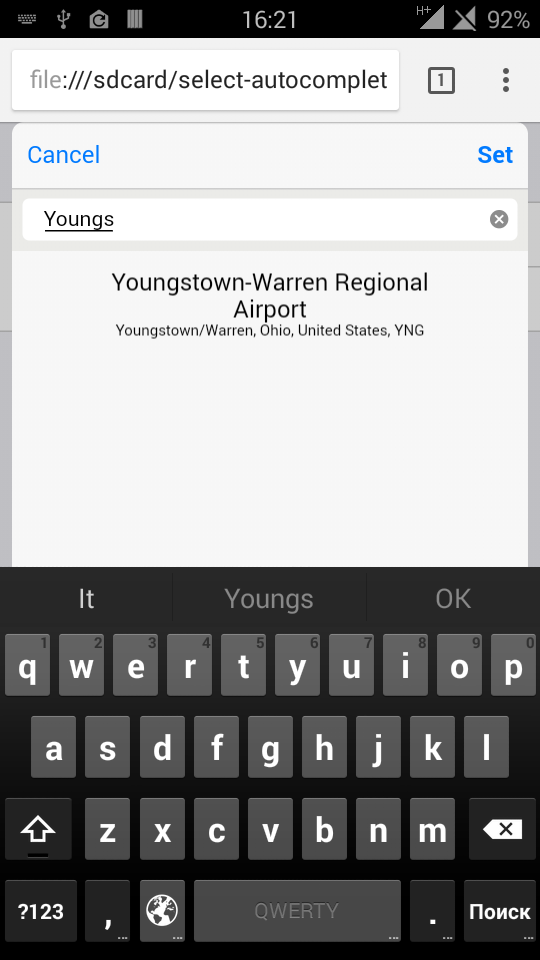 16:21
H+
92%
file:///sdcard/select-autocomplet
1
Cancel
Set
Youngs
Youngstown-Warren Regional
Airport
Youngstown/Warren, Ohio, United States, YNG
It
Youngs
OK
1 2 3 4 5 6 7 8 9 0
q w e r t y u i o p
a s d f g h j k l
z x c v b n m
?123 , QWERTY . Поиск